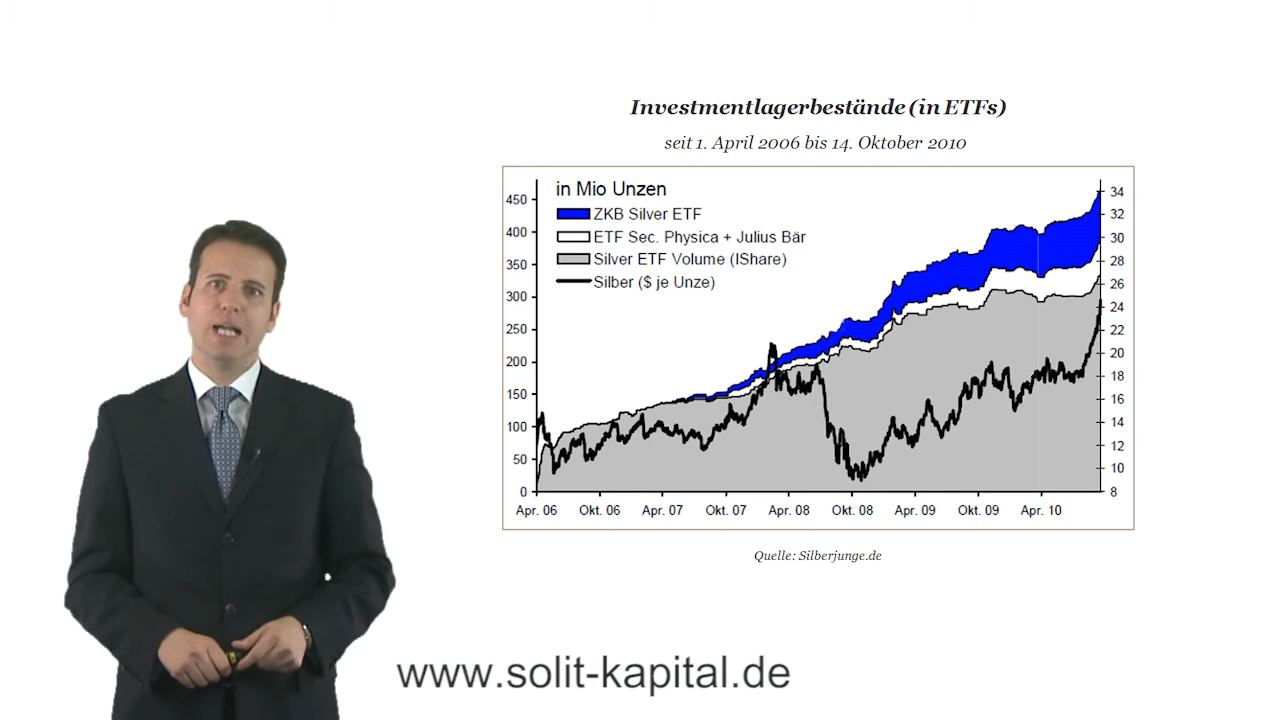 Investmentlagerbestände (in ETFs)
seit 1. April 2006 bis 14. Oktober 2010
in Mio Unzen
ZKB Silver ETF
ETF Sec. Physica + Julius Bär
Silver ETF Volume (IShare)
Silber ($ je Unze)
450
400
350
300
250
200
150
100
50
0
34
32
30
28
26
24
22
20
18
16
14
12
10
8
Apr. 06 Okt. 06 Apr. 07 Okt. 07 Apr. 08 Okt. 08 Apr. 09 Okt. 09 Apr. 10
Quelle: Silberjunge.de
www.solit-kapital.de